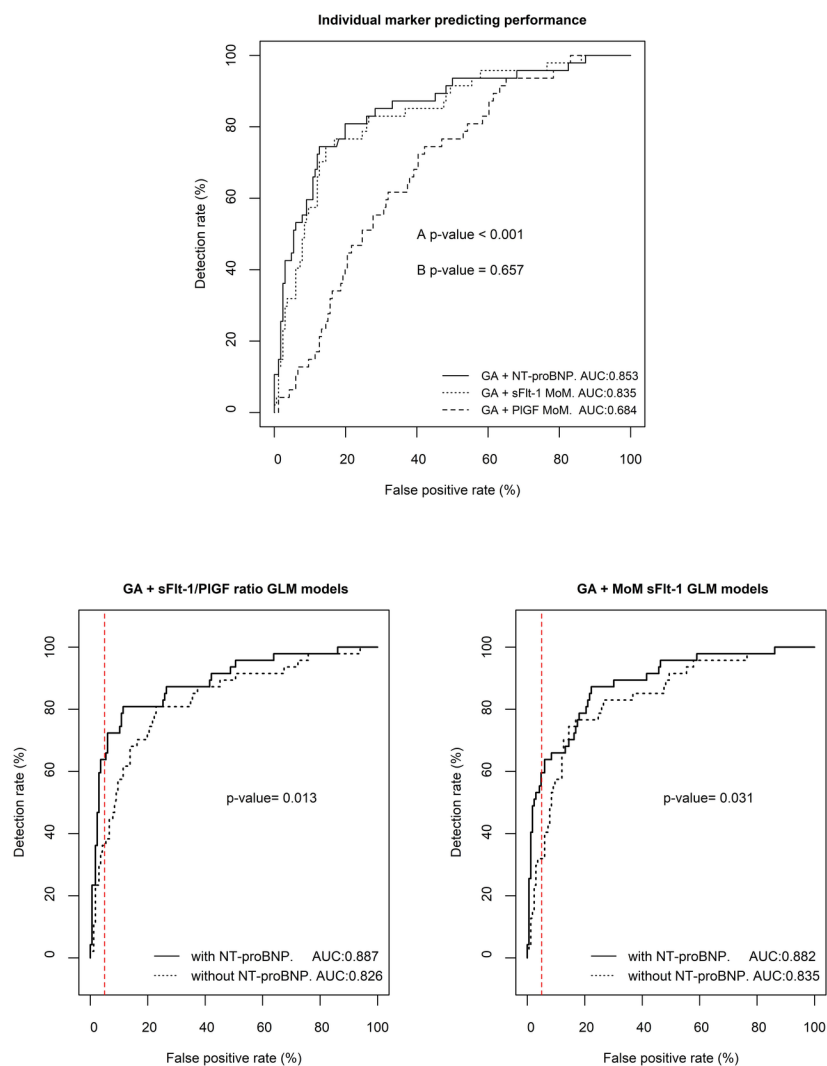 Individual marker predicting performance
100
80
60
40
20
0
Detection rate (%)
A p-value < 0.001
B p-value = 0.657
GA + NT-proBNP. AUC:0.853
GA + sFlt-1 MoM. AUC:0.835
GA + PlGF MoM. AUC:0.684
0 20 40 60 80 100
False positive rate (%)
GA + sFlt-1/PlGF ratio GLM models
100
80
60
40
20
0
Detection rate (%)
p-value= 0.013
with NT-proBNP. AUC:0.887
without NT-proBNP. AUC:0.826
0 20 40 60 80 100
False positive rate (%)
GA + MoM sFlt-1 GLM models
100
80
60
40
20
0
Detection rate (%)
p-value= 0.031
with NT-proBNP. AUC:0.882
without NT-proBNP. AUC:0.835
0 20 40 60 80 100
False positive rate (%)